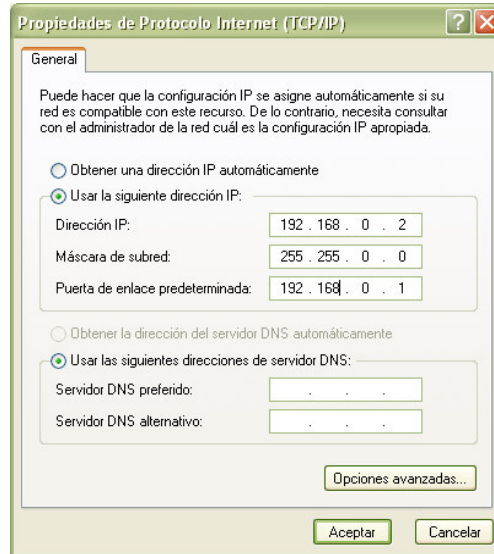 Propiedades de Protocolo Internet (TCP/IP)
General
Puede hacer que la configuración IP se asigne automáticamente si su
red es compatible con este recurso. De lo contrario, necesita consultar
con el administrador de la red cuál es la configuración IP apropiada.
Obtener una dirección IP automáticamente
Usar la siguiente dirección IP:
Dirección IP: 192 . 168 . 0 . 2
Máscara de subred: 255 . 255 . 0 . 0
Puerta de enlace predeterminada: 192 . 168 . 0 . 1
Obtener la dirección del servidor DNS automáticamente
Usar las siguientes direcciones de servidor DNS:
Servidor DNS preferido: . . .
Servidor DNS alternativo: . . .
Opciones avanzadas...
Aceptar Cancelar